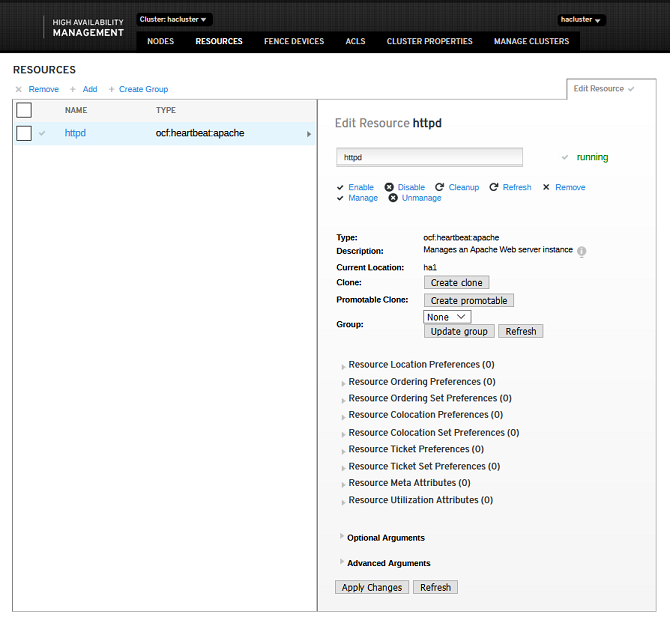 HIGH AVAILABILITY
MANAGEMENT
Cluster: hacluster
hacluster
NODES RESOURCES FENCE DEVICES ACLS CLUSTER PROPERTIES MANAGE CLUSTERS
RESOURCES
Remove Add Create Group
Edit Resource
NAME TYPE
httpd ocf:heartbeat:apache
Edit Resource httpd
httpd running
Enable Disable Cleanup Refresh Remove
Manage Unmanage
Type: ocf:heartbeat:apache
Description: Manages an Apache Web server instance
Current Location: ha1
Clone: Create clone
Promotable Clone: Create promotable
Group: None
Update group Refresh
Resource Location Preferences (0)
Resource Ordering Preferences (0)
Resource Ordering Set Preferences (0)
Resource Colocation Preferences (0)
Resource Colocation Set Preferences (0)
Resource Ticket Preferences (0)
Resource Ticket Set Preferences (0)
Resource Meta Attributes (0)
Resource Utilization Attributes (0)
Optional Arguments
Advanced Arguments
Apply Changes Refresh